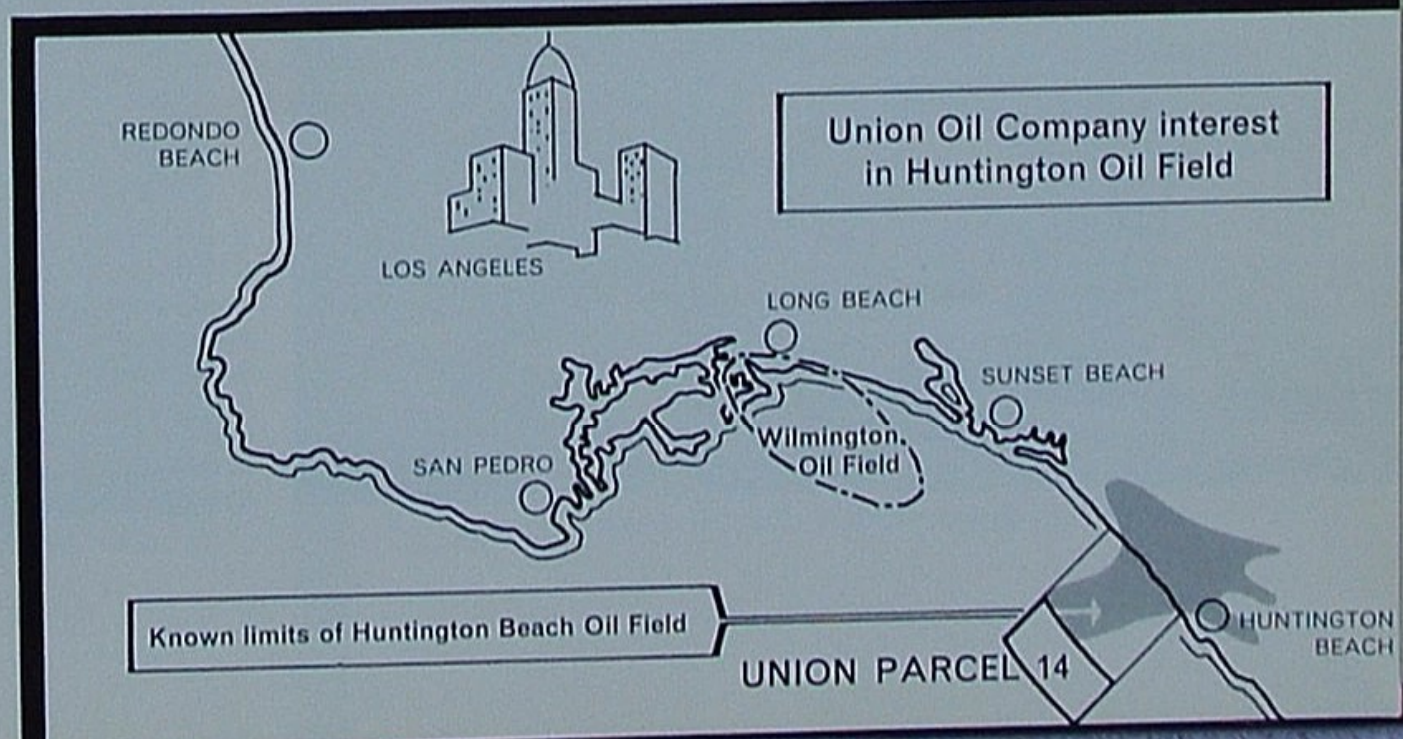 REDONDO
BEACH
Union Oil Company interest
in Huntington Oil Field
LOS ANGELES
LONG BEACH
SUNSET BEACH
Wilmington
Oil Field
SAN PEDRO
Known limits of Huntington Beach Oil Field
HUNTINGTON
BEACH
UNION PARCEL 14